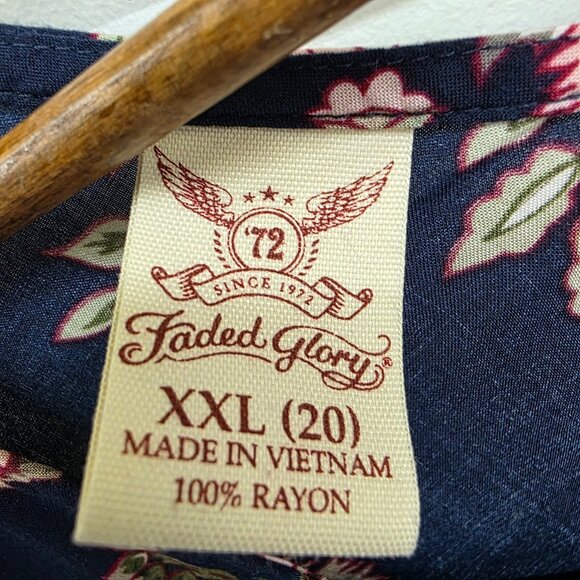 '72
SINCE 1972
Faded Glory®
XXL (20)
MADE IN VIETNAM
100% RAYON